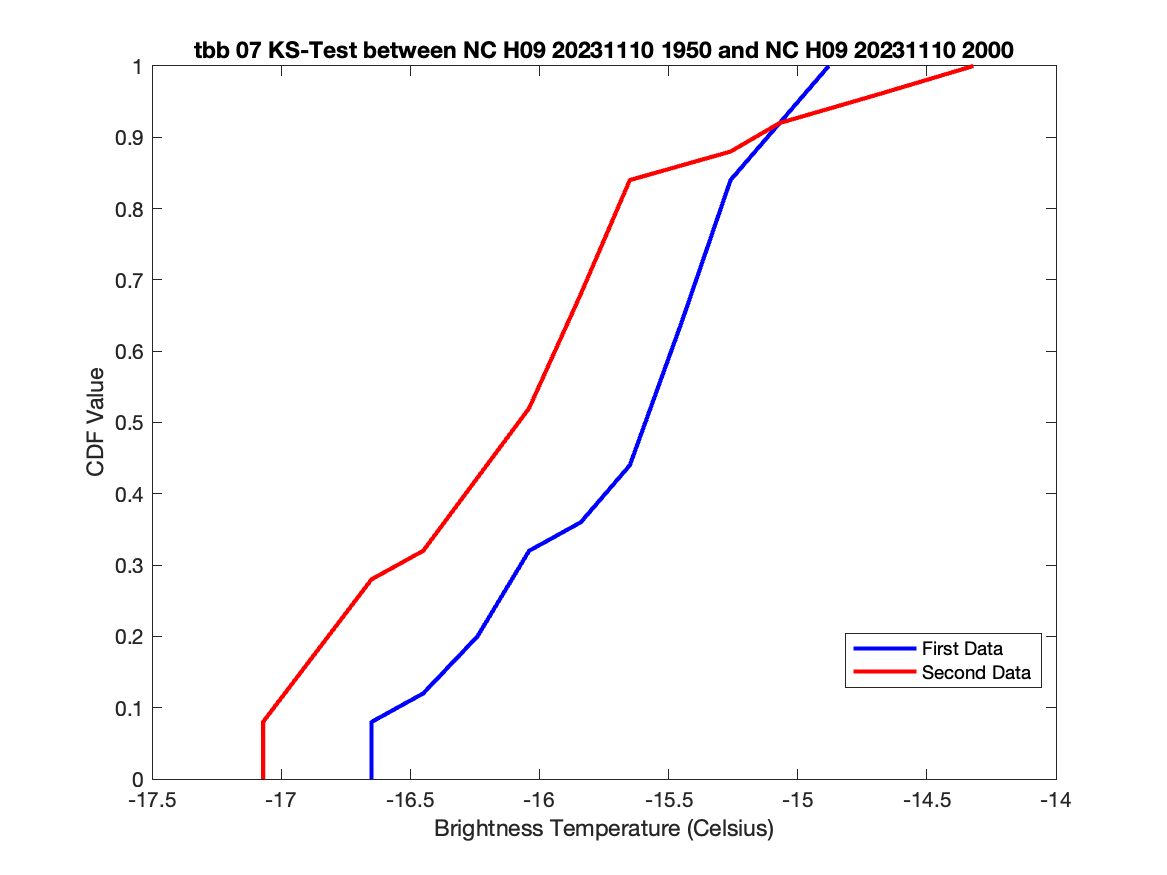 tbb 07 KS-Test between NC H09 20231110 1950 and NC H09 20231110 2000
1
0.9
0.8
0.7
0.6
0.5
0.4
0.3
0.2
0.1
0
CDF Value
First Data
Second Data
-17.5 -17 -16.5 -16 -15.5 -15 -14.5 -14
Brightness Temperature (Celsius)